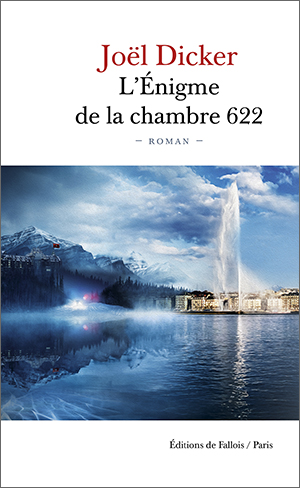 Joël Dicker
L'Énigme
de la chambre 622
– ROMAN –
Éditions de Fallois / Paris